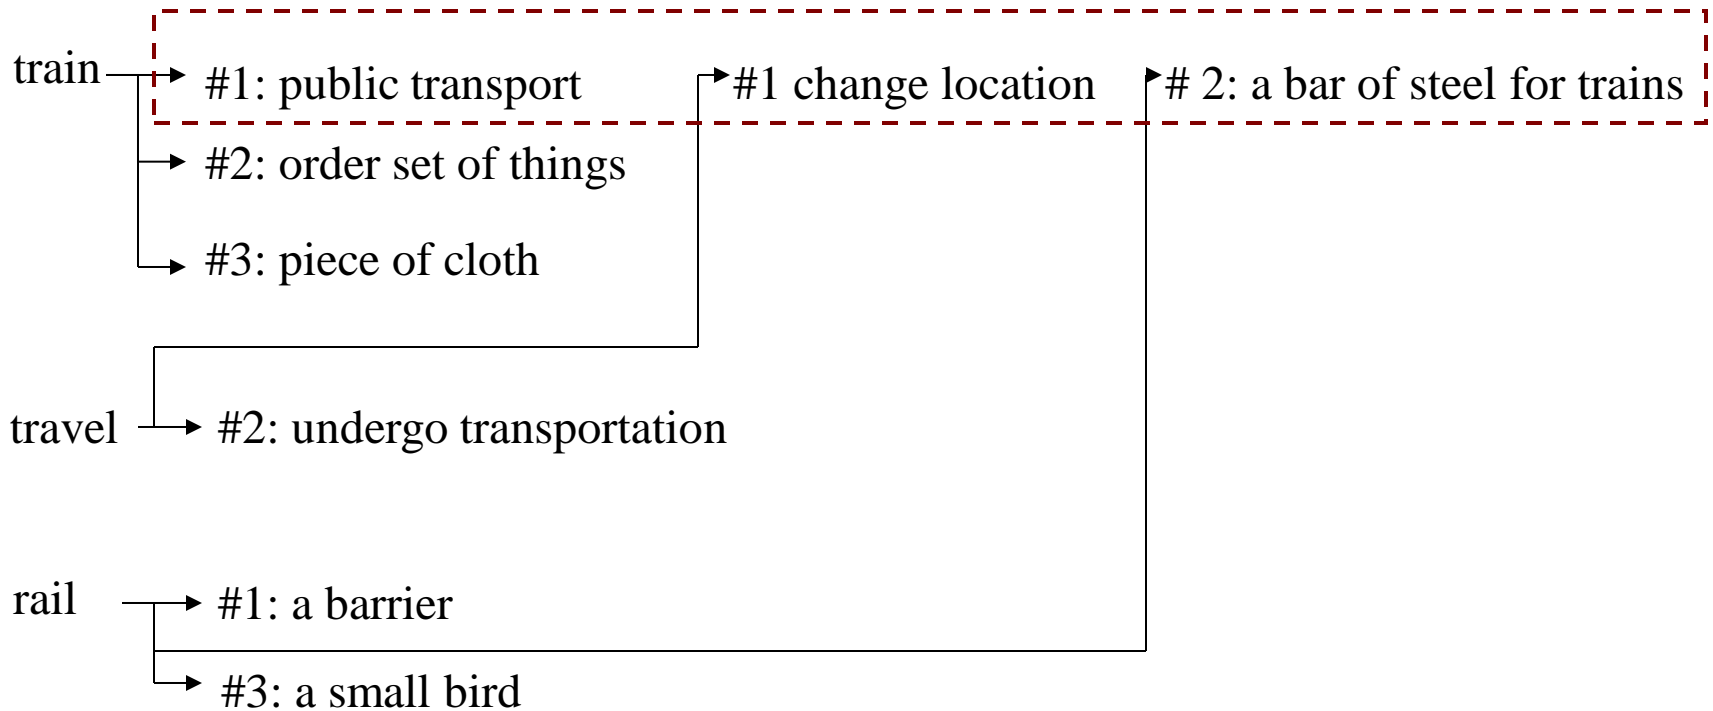 train #1: public transport #1 change location # 2: a bar of steel for trains
#2: order set of things
#3: piece of cloth
travel #2: undergo transportation
rail #1: a barrier
#3: a small bird